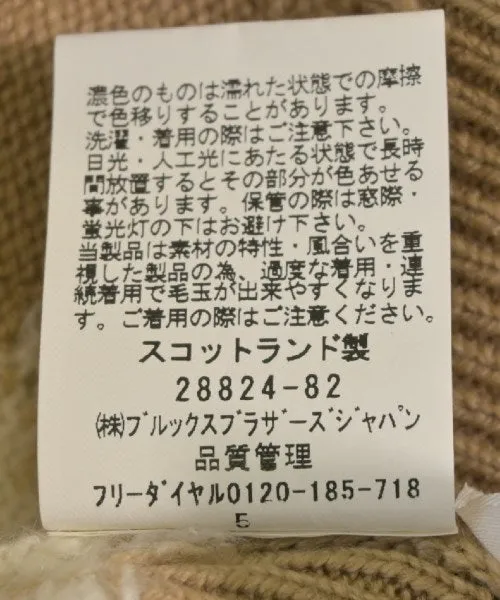 濃色のものは濡れた状態での摩擦
で色移りすることがあります。
洗濯・着用の際はご注意下さい。
日光・人工光にあたる状態で長時
間放置するとその部分が色あせる
事があります。保管の際は窓際・
蛍光灯の下はお避け下さい。
当製品は素材の特性・風合いを重
視した製品の為、過度な着用・連
続着用で毛玉が出来やすくなりま
す。ご着用の際はご注意ください。
スコットランド製
28824-82
㈱ブルックスブラザーズジャパン
品質管理
フリーダイヤル0120-185-718
5